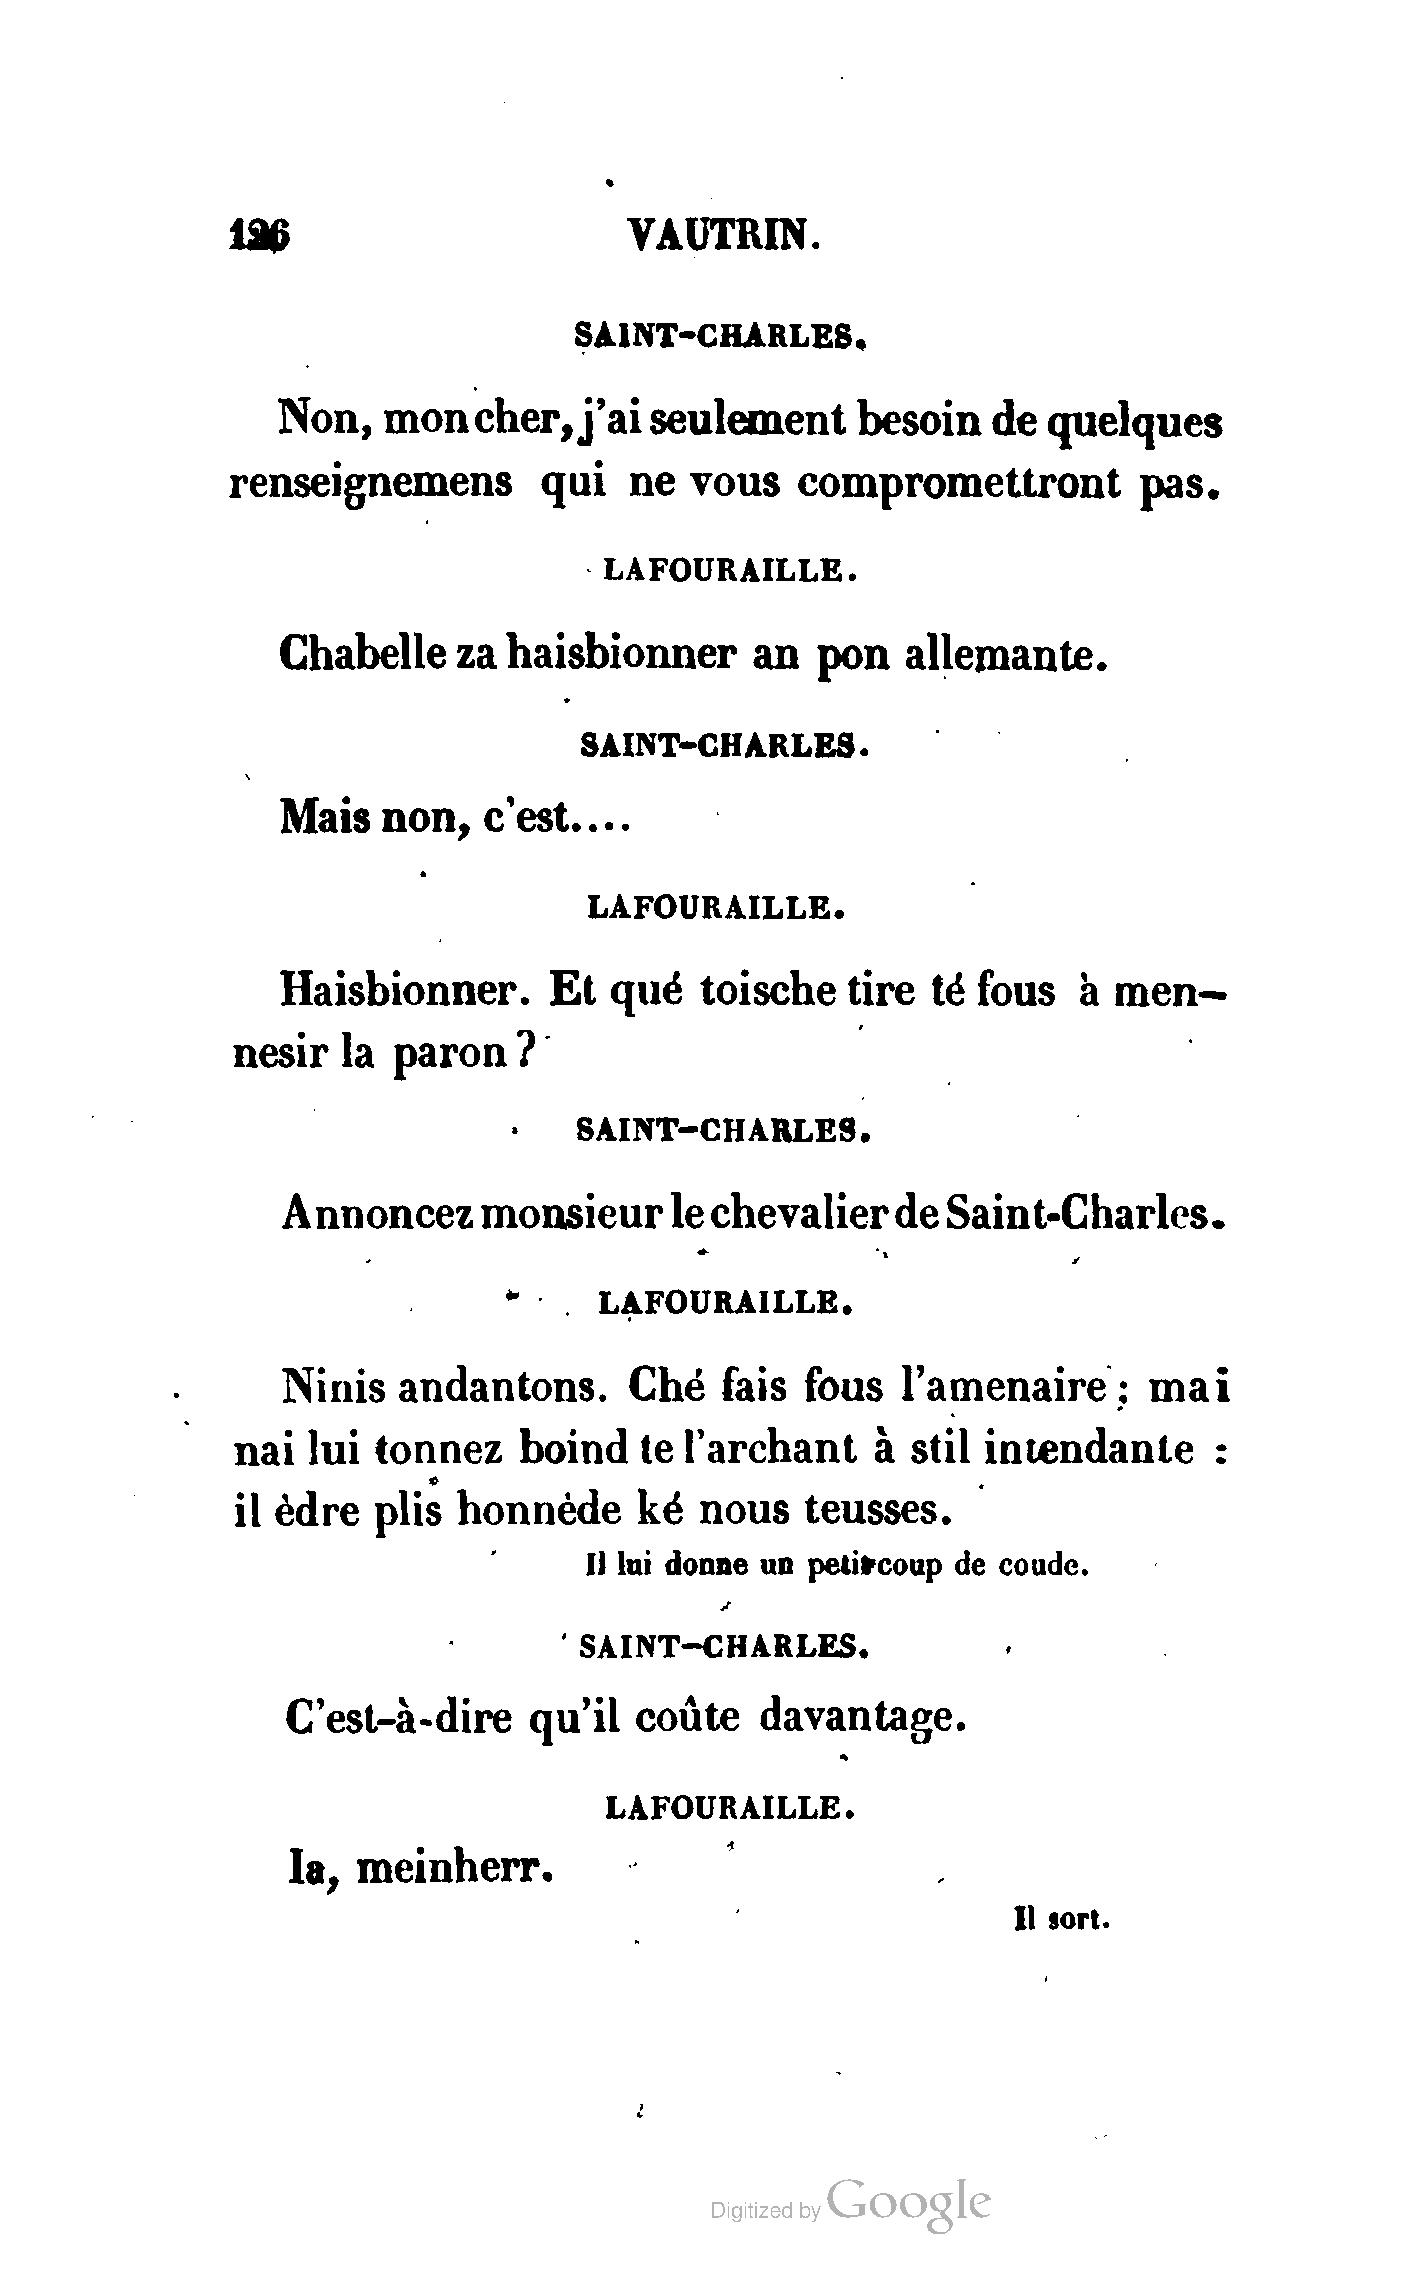 126 VAUTRIN.
SAINT-CHARLES.
Non, mon cher, j'ai seulement besoin de quelques
renseignemens qui ne vous compromettront pas.
LAFOURAILLE.
Chabelle za haisbionner an pon allemante.
SAINT-CHARLES.
Mais non, c'est....
LAFOURAILLE.
Haisbionner. Et qué toische tire té fous à men-
nesir la paron ?
SAINT-CHARLES.
Annoncez monsieur le chevalier de Saint-Charles.
LAFOURAILLE.
Ninis andantons. Ché fais fous l'amenaire ; mai
nai lui tonnez boind te l'archant à stil intendante :
il èdre plis honnède ké nous teusses.
Il lui donne un petit coup de coude.
SAINT-CHARLES.
C'est-à-dire qu'il coûte davantage.
LAFOURAILLE.
Ia, meinherr.
Il sort.
Digitized by Google